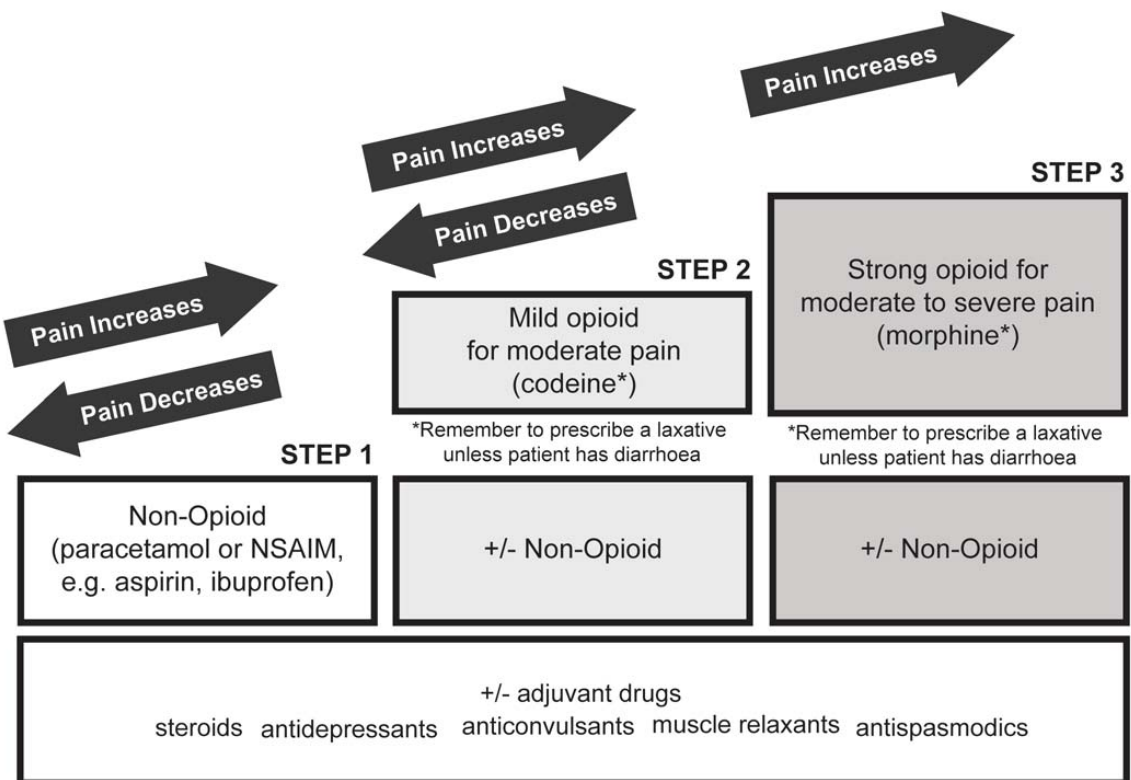 Pain Increases
Pain Increases
Pain Decreases
STEP 3
STEP 2
Strong opioid for
moderate to severe pain
(morphine*)
Pain Increases
Pain Decreases
Mild opioid
for moderate pain
(codeine*)
*Remember to prescribe a laxative
unless patient has diarrhoea
*Remember to prescribe a laxative
unless patient has diarrhoea
STEP 1
Non-Opioid
(paracetamol or NSAIM,
e.g. aspirin, ibuprofen)
+/- Non-Opioid
+/- Non-Opioid
+/- adjuvant drugs
steroids antidepressants anticonvulsants muscle relaxants antispasmodics